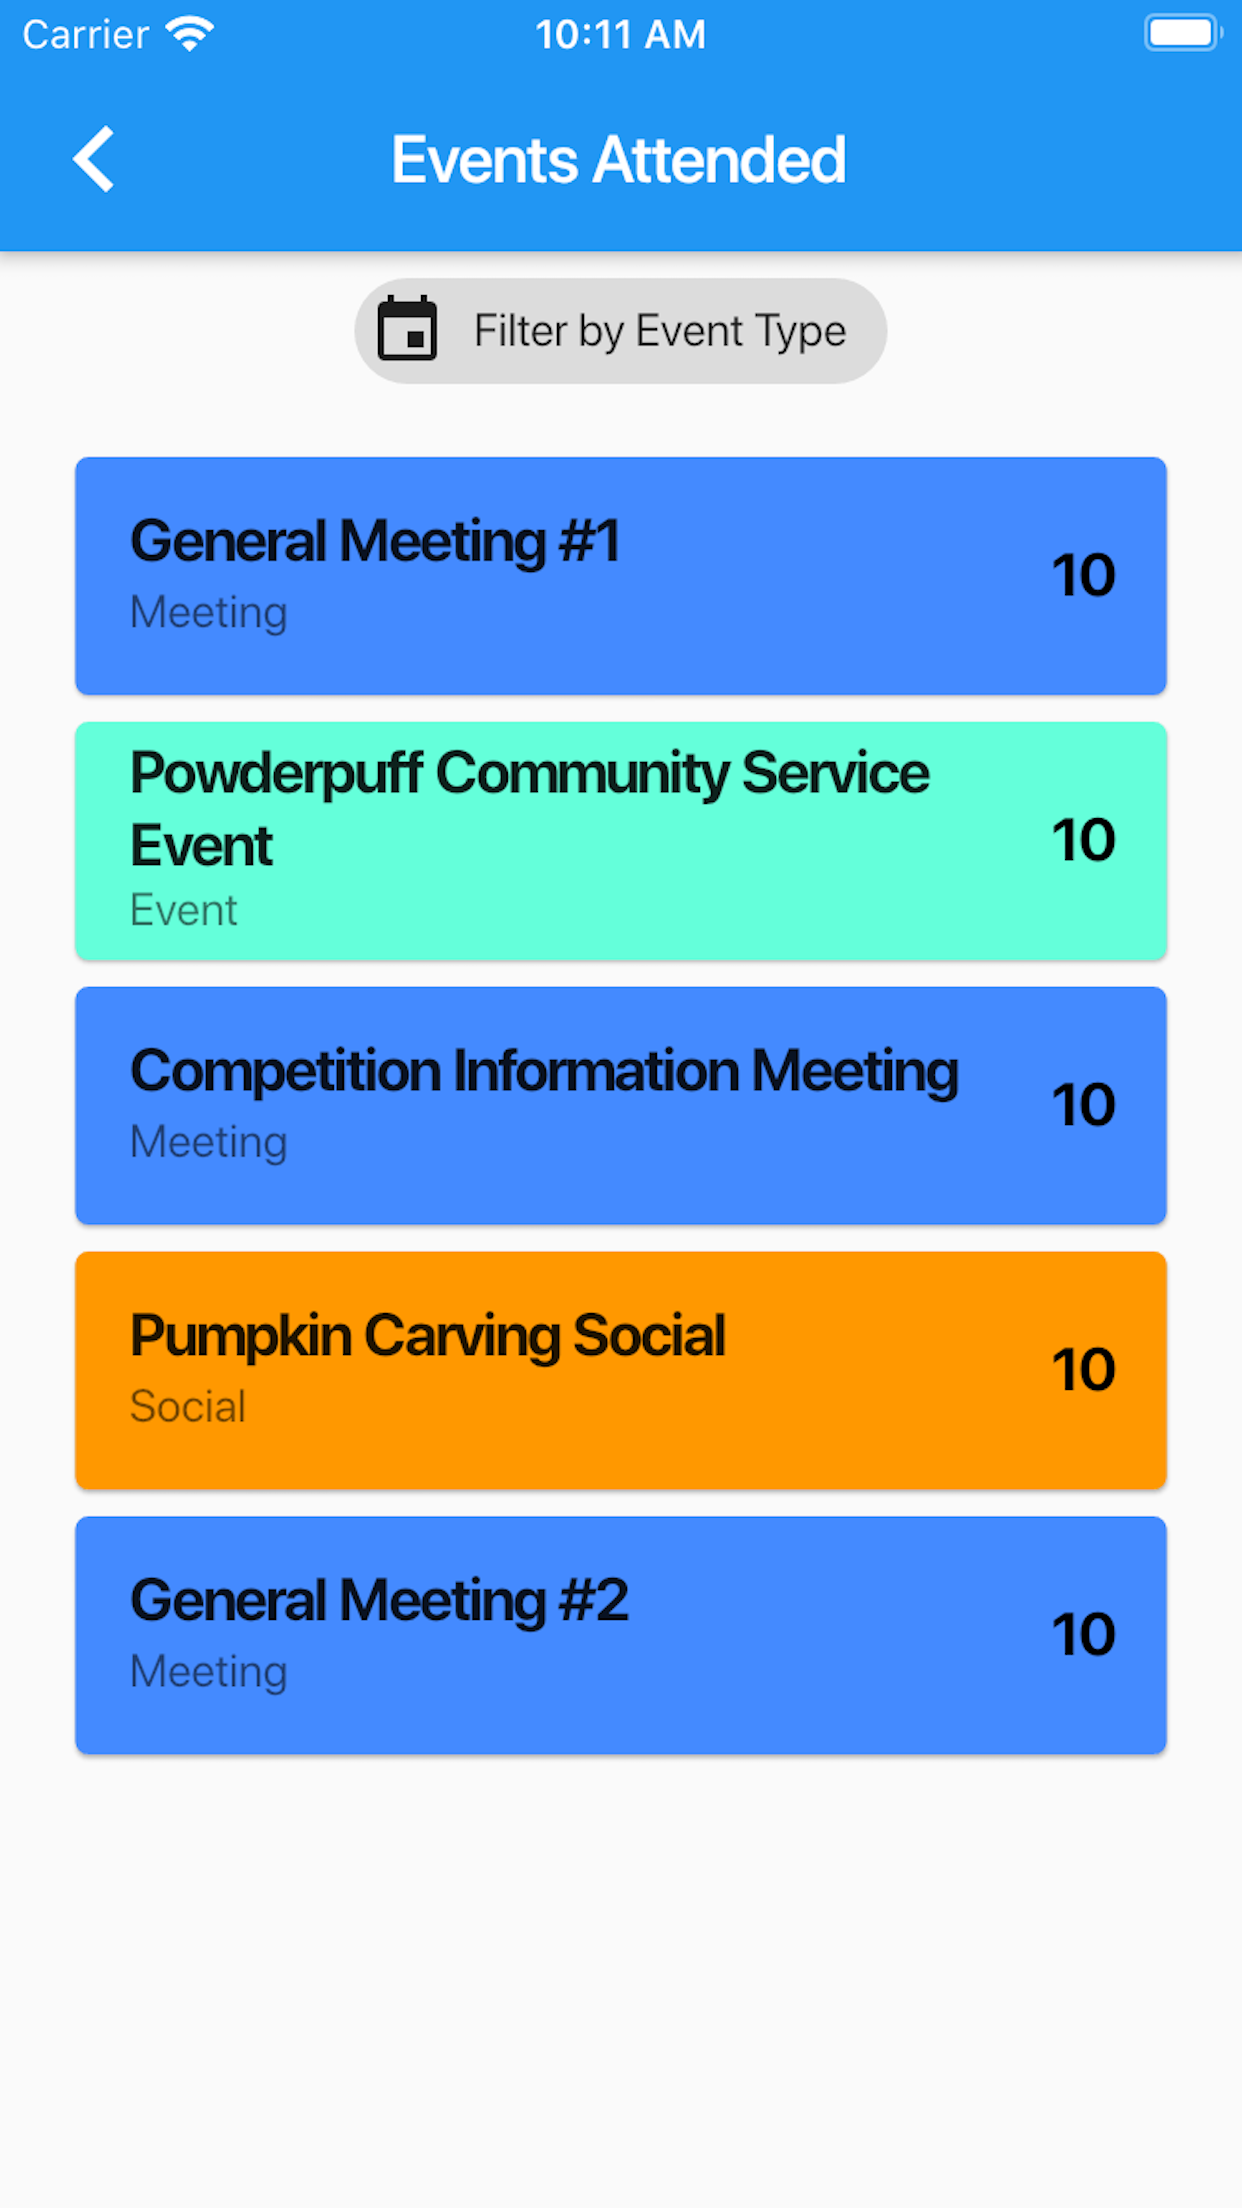 Carrier 10:11 AM
Events Attended
Filter by Event Type
General Meeting #1
Meeting
10
Powderpuff Community Service
Event
Event
10
Competition Information Meeting
Meeting
10
Pumpkin Carving Social
Social
10
General Meeting #2
Meeting
10